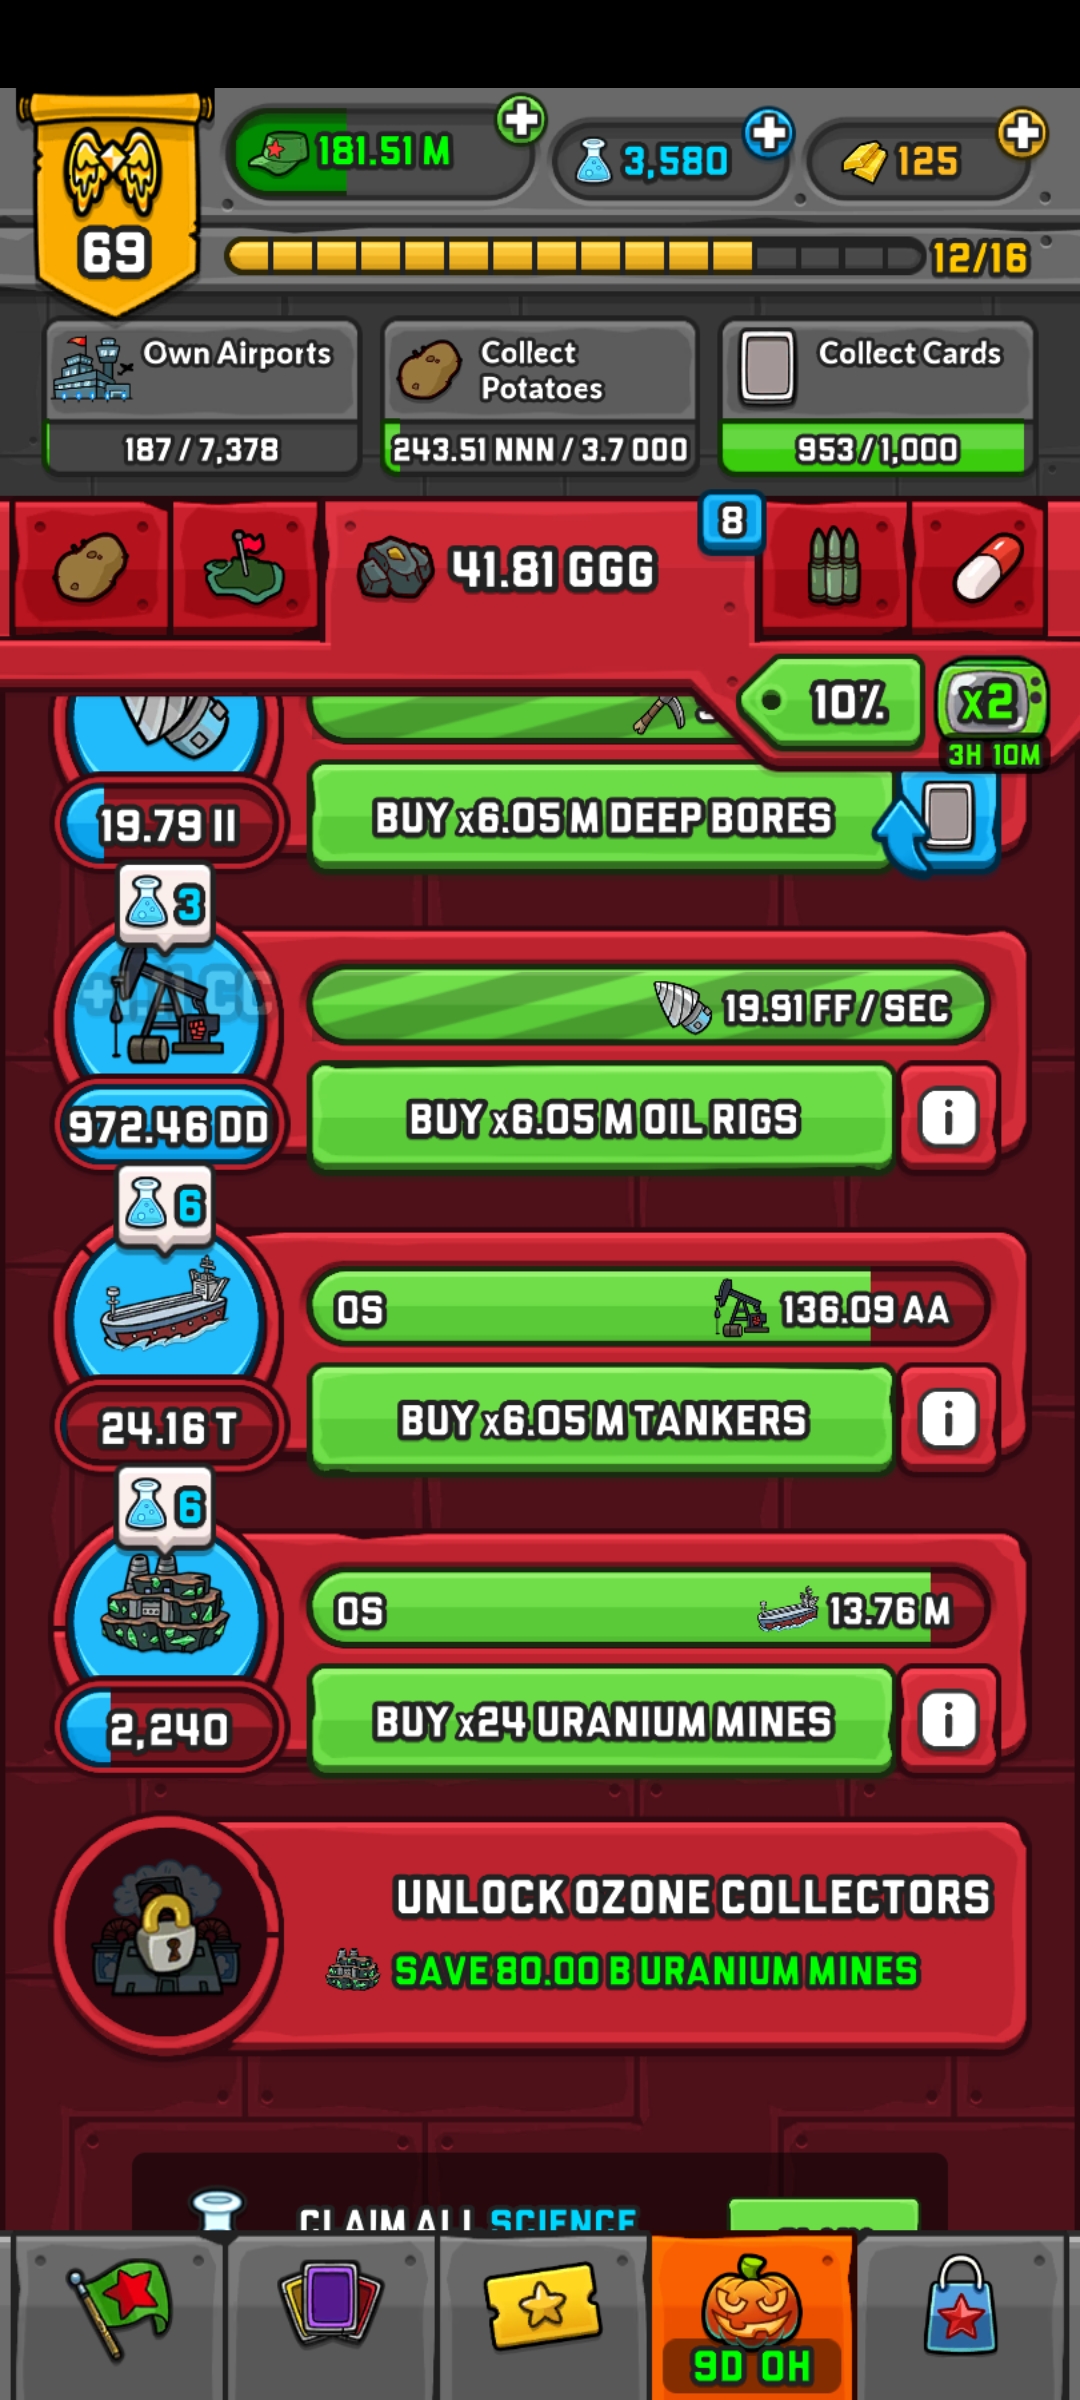 181.51 M
3,580
125
69
12/16
Own Airports
187 / 7,378
Collect
Potatoes
243.51 NNN / 3.7 OOO
Collect Cards
953 / 1,000
8
41.81 GGG
10%
x2
3H 10M
19.79 II
BUY x6.05 M DEEP BORES
3
19.91 FF / SEC
972.46 DD
BUY x6.05 M OIL RIGS
i
6
0S
136.09 AA
24.16 T
BUY x6.05 M TANKERS
i
6
0S
13.76 M
2,240
BUY x24 URANIUM MINES
i
UNLOCK OZONE COLLECTORS
SAVE 80.00 B URANIUM MINES
CLAIM ALL SCIENCE
9D 0H